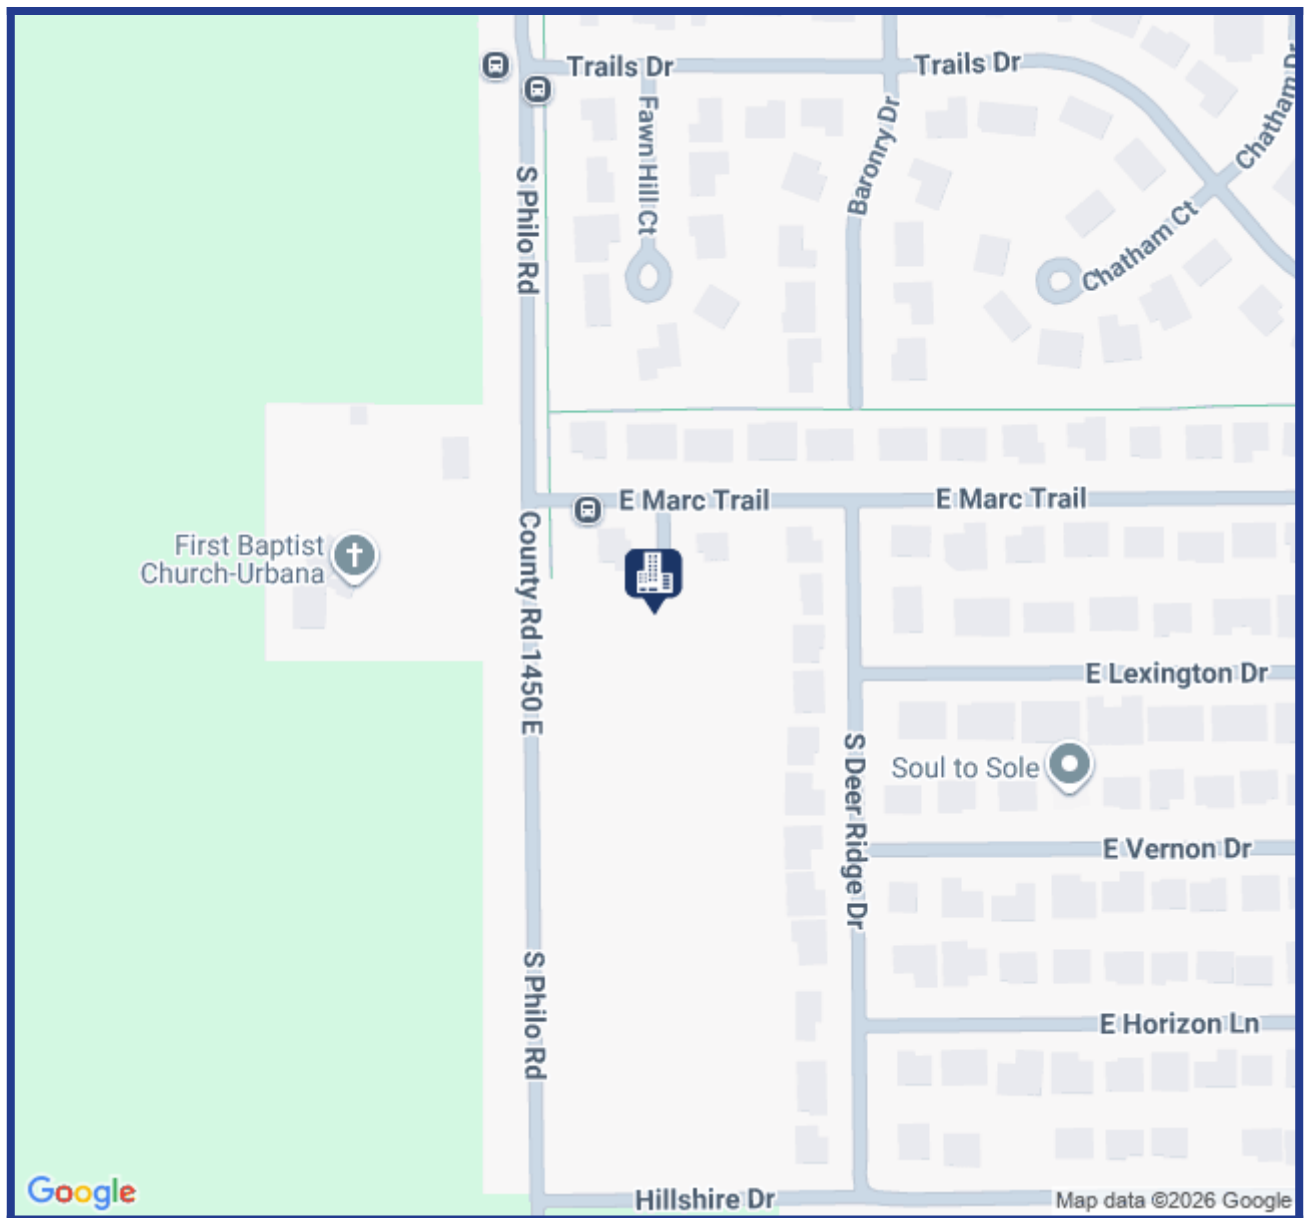 Trails Dr
Trails Dr
Chatham Dr
Fawn Hill Ct
Baronry Dr
S Philo Rd
Chatham Ct
E Marc Trail
E Marc Trail
First Baptist
Church-Urbana
County Rd 1450 E
E Lexington Dr
S Deer Ridge Dr
Soul to Sole
E Vernon Dr
S Philo Rd
E Horizon Ln
Google
Hillshire Dr
Map data ©2026 Google